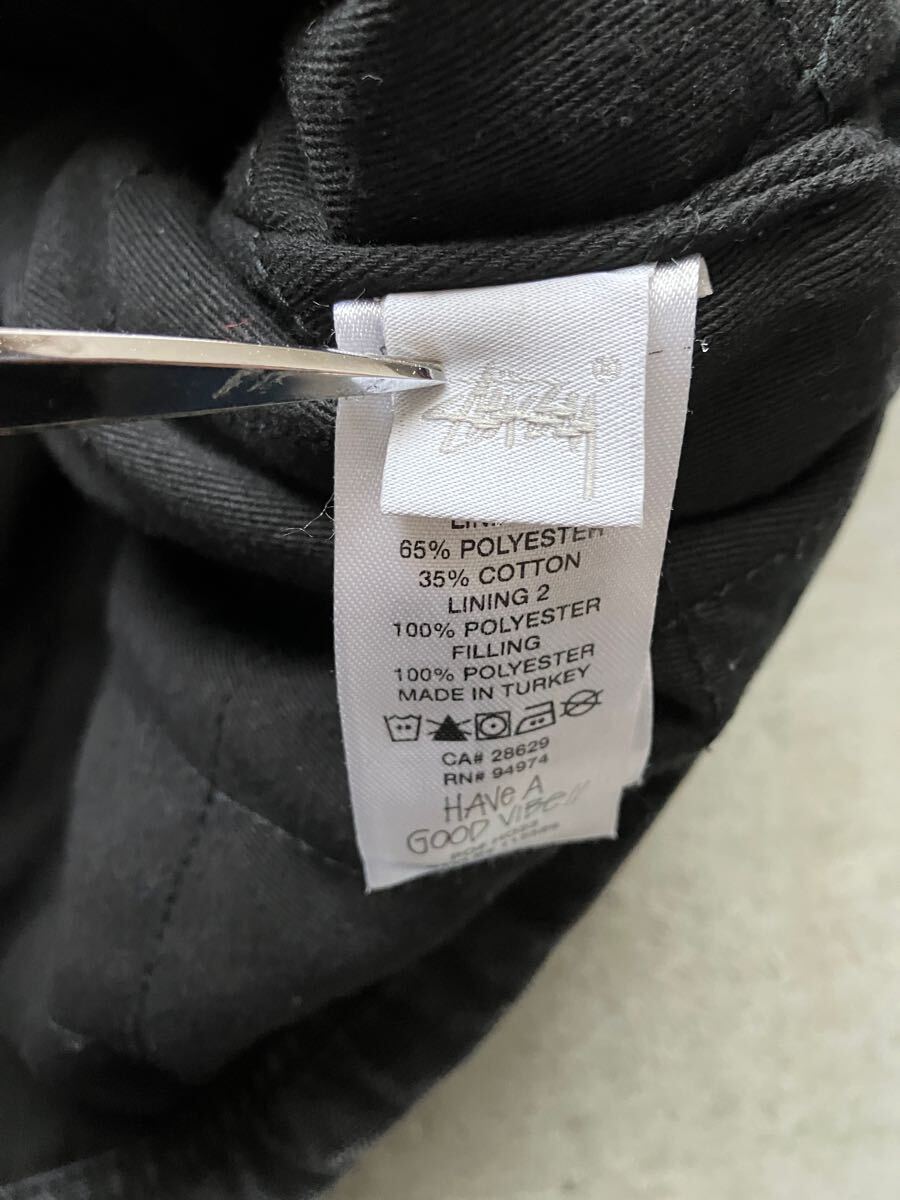 Stüssy ®
65% POLYESTER
35% COTTON
LINING 2
100% POLYESTER
FILLING
100% POLYESTER
MADE IN TURKEY
CA# 28629
RN# 94974
HAVE A
GOOD VIBE!!